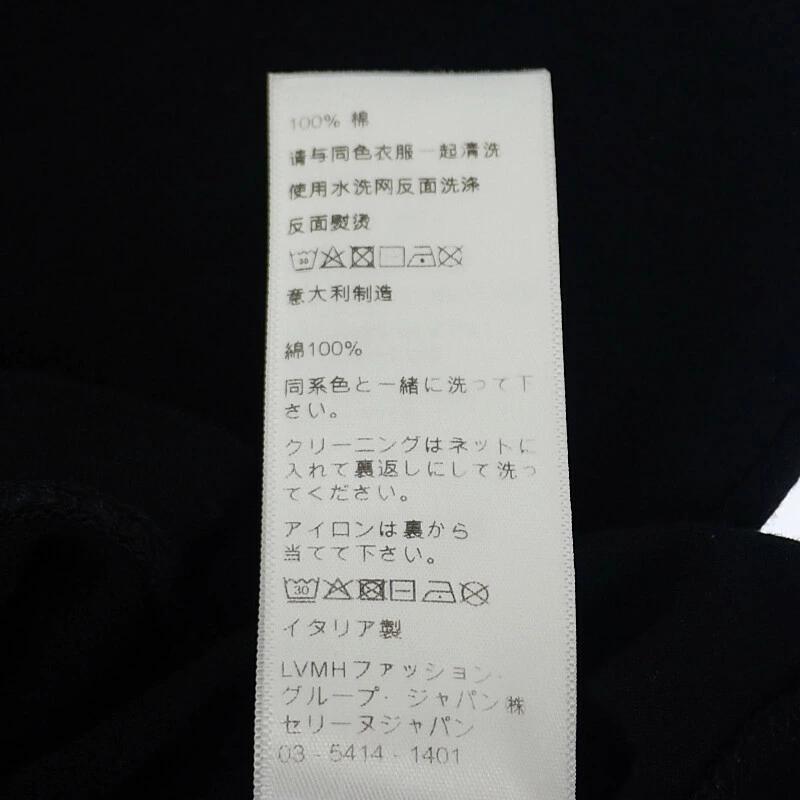 100% 棉
请与同色衣服一起清洗
使用水洗网反面洗涤
反面熨烫
30
意大利制造
綿100%
同系色と一緒に洗って下
さい。
クリーニングはネットに
入れて裏返しにして洗っ
てください。
アイロンは裏から
当てて下さい。
30
イタリア製
LVMHファッション·
グループ· ジャパン㈱
セリーヌジャパン
03 - 5414 - 1401